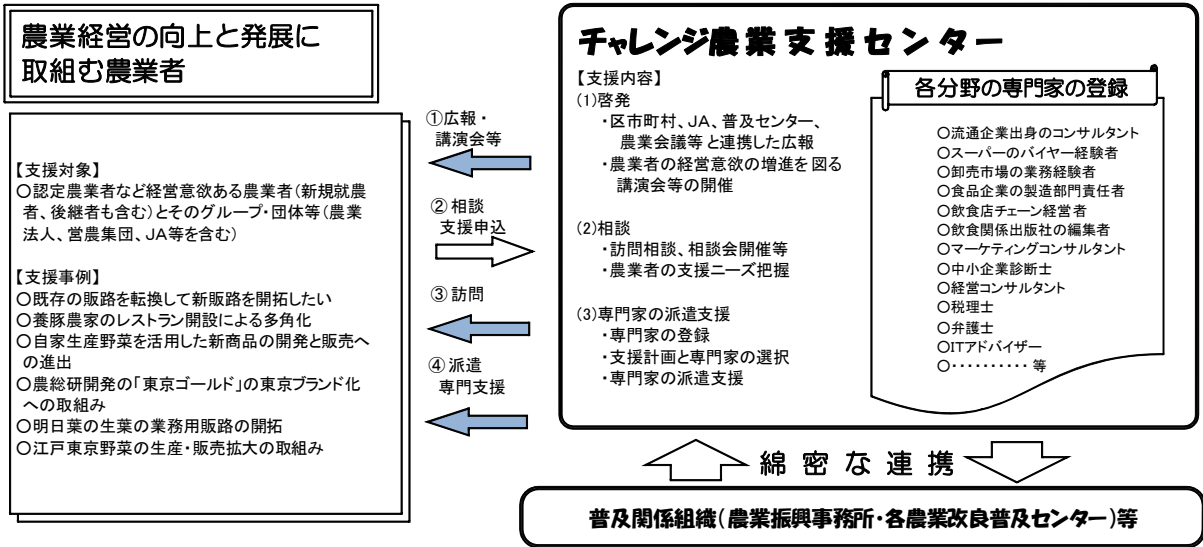 農業経営の向上と発展に
取組む農業者
【支援対象】
○認定農業者など経営意欲ある農業者(新規就農
者、後継者も含む)とそのグループ・団体等(農業
法人、営農集団、JA等を含む)
【支援事例】
○既存の販路を転換して新販路を開拓したい
○養豚農家のレストラン開設による多角化
○自家生産野菜を活用した新商品の開発と販売へ
の進出
○農総研開発の「東京ゴールド」の東京ブランド化
への取組み
○明日葉の生葉の業務用販路の開拓
○江戸東京野菜の生産・販売拡大の取組み
①広報・
講演会等
②相談
支援申込
③訪問
④派遣
専門支援
チャレンジ農業支援センター
【支援内容】
(1)啓発
・区市町村、JA、普及センター、
農業会議等と連携した広報
・農業者の経営意欲の増進を図る
講演会等の開催
(2)相談
・訪問相談、相談会開催等
・農業者の支援ニーズ把握
(3)専門家の派遣支援
・専門家の登録
・支援計画と専門家の選択
・専門家の派遣支援
各分野の専門家の登録
○流通企業出身のコンサルタント
○スーパーのバイヤー経験者
○卸売市場の業務経験者
○食品企業の製造部門責任者
○飲食店チェーン経営者
○飲食関係出版社の編集者
○マーケティングコンサルタント
○中小企業診断士
○経営コンサルタント
○税理士
○弁護士
○ITアドバイザー
○・・・・・・・・・・ 等
綿密な連携
普及関係組織(農業振興事務所・各農業改良普及センター)等